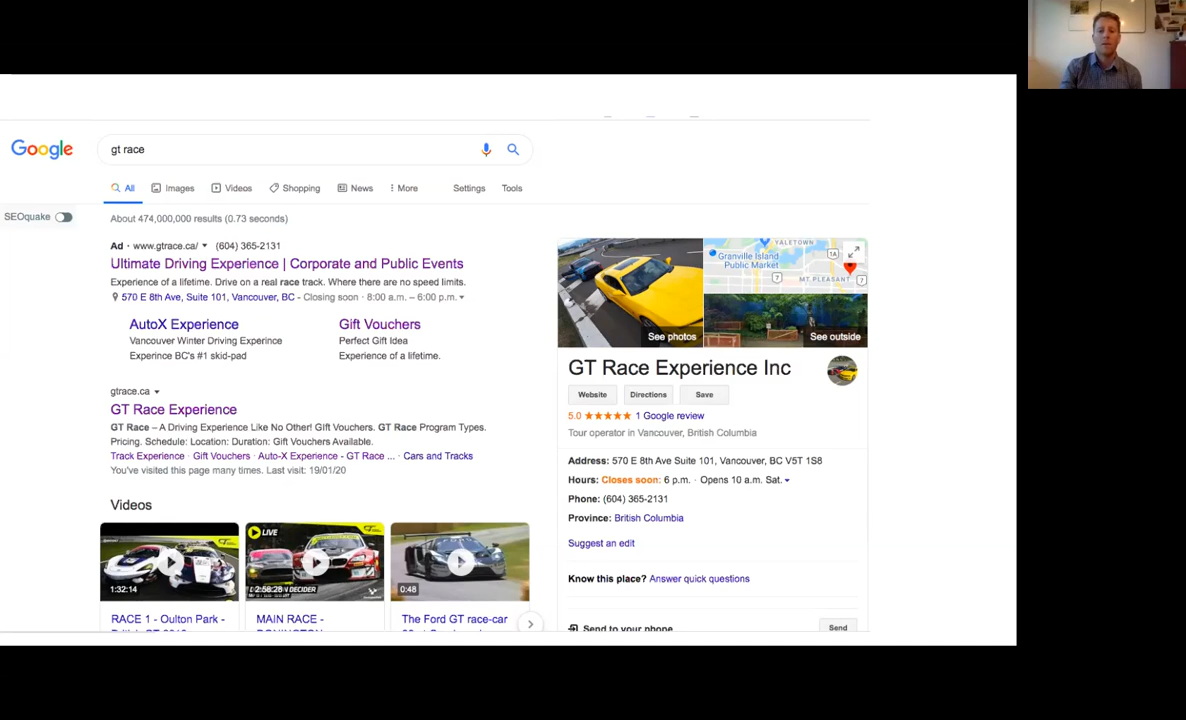 Google
gt race
All
Images
Videos
Shopping
News
More
Settings
Tools
SEOquake
About 474,000,000 results (0.73 seconds)
Ad · www.gtrace.ca/ (604) 365-2131
Ultimate Driving Experience | Corporate and Public Events
Experience of a lifetime. Drive on a real race track. Where there are no speed limits.
570 E 8th Ave, Suite 101, Vancouver, BC - Closing soon · 8:00 a.m. – 6:00 p.m.
AutoX Experience
Vancouver Winter Driving Experince
Experince BC's #1 skid-pad
Gift Vouchers
Perfect Gift Idea
Experience of a lifetime.
gtrace.ca
GT Race Experience
GT Race – A Driving Experience Like No Other! GIft Vouchers. GT Race Program Types.
Pricing. Schedule: Location: Duration: Gift Vouchers Available.
Track Experience · Gift Vouchers · Auto-X Experience - GT Race ... · Cars and Tracks
You've visited this page many times. Last visit: 19/01/20
Videos
1:32:14
LIVE
DECIDER
2:58:28
0:48
RACE 1 - Oulton Park -
MAIN RACE -
The Ford GT race-car
YALETOWN
Granville Island
Public Market
1A
7
MT PLEASANT
7
See photos
See outside
GT Race Experience Inc
Website
Directions
Save
5.0 ★★★★★ 1 Google review
Tour operator in Vancouver, British Columbia
Address: 570 E 8th Ave Suite 101, Vancouver, BC V5T 1S8
Hours: Closes soon: 6 p.m. · Opens 10 a.m. Sat.
Phone: (604) 365-2131
Province: British Columbia
Suggest an edit
Know this place? Answer quick questions
Send to your phone
Send